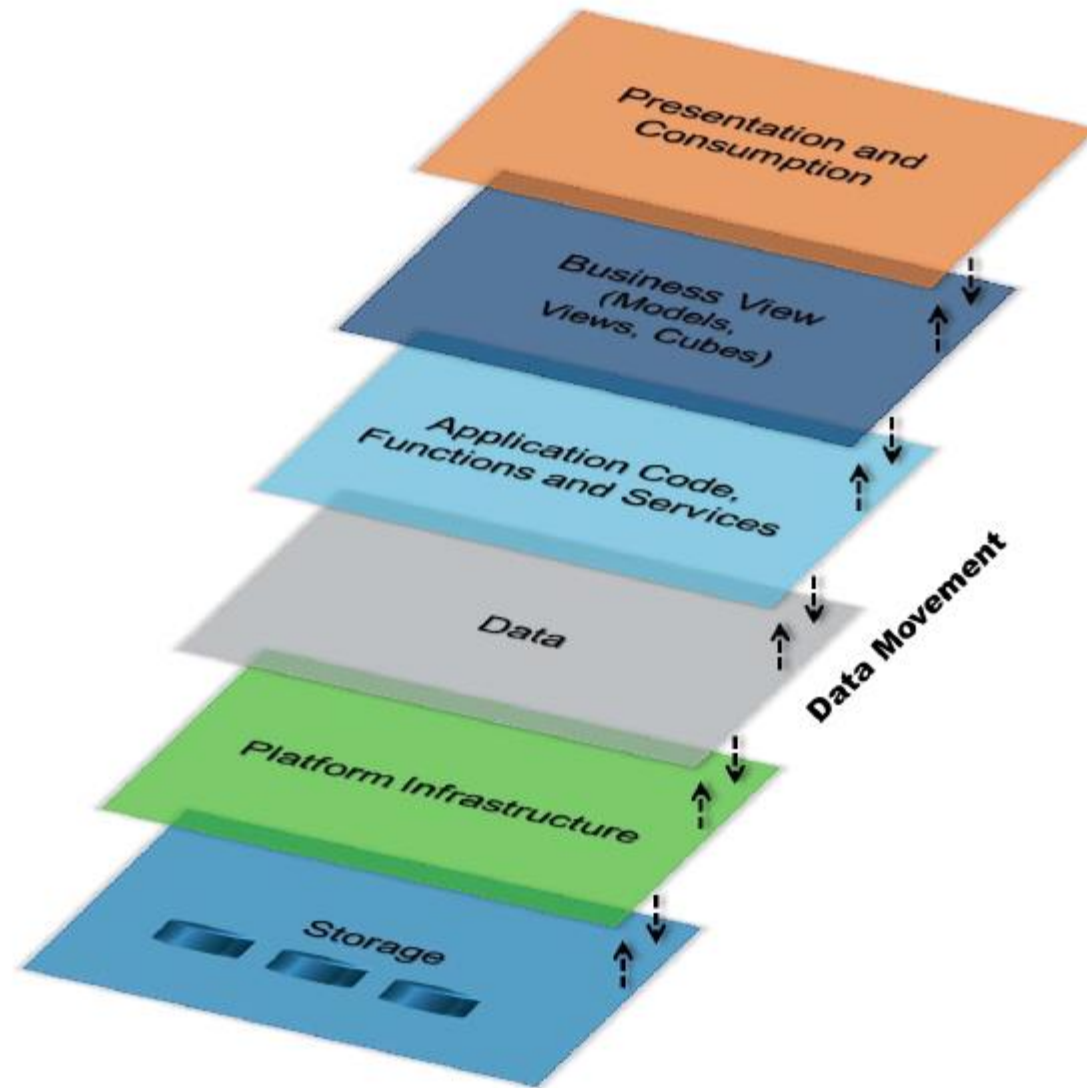 Presentation and
Consumption
Business View
(Models,
Views, Cubes)
Application Code,
Functions and Services
Data
Data Movement
Platform Infrastructure
Storage